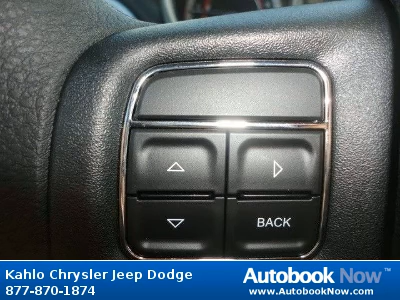 BACK
Kahlo Chrysler Jeep Dodge
877-870-1874
Autobook Now™
www.AutobookNow.com